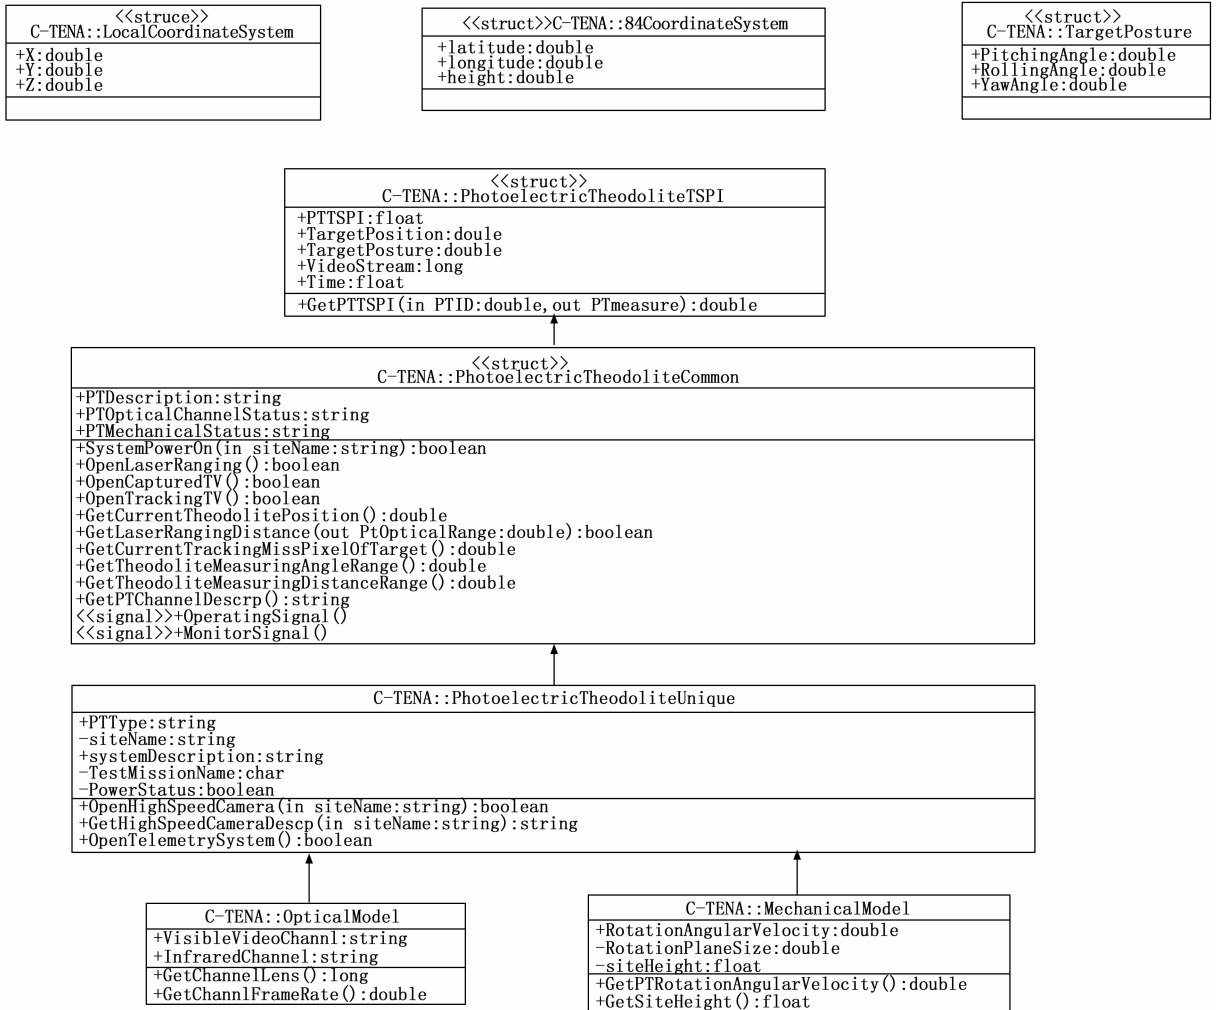 <<struce>>
C-TENA::LocalCoordinateSystem
+X:double
+Y:double
+Z:double
<<struct>>C-TENA::84CoordinateSystem
+latitude:double
+longitude:double
+height:double
<<struct>>
C-TENA::TargetPosture
+PitchingAngle:double
+RollingAngle:double
+YawAngle:double
<<struct>>
C-TENA::PhotoelectricTheodoliteTSPI
+PTTSPI:float
+TargetPosition:doule
+TargetPosture:double
+VideoStream:long
+Time:float
+GetPTTSPI(in PTID:double,out PTmeasure):double
<<struct>>
C-TENA::PhotoelectricTheodoliteCommon
+PTDescription:string
+PTOpticalChannelStatus:string
+PTMechanicalStatus:string
+SystemPowerOn(in siteName:string):boolean
+OpenLaserRanging():boolean
+OpenCapturedTV():boolean
+OpenTrackingTV():boolean
+GetCurrentTheodolitePosition():double
+GetLaserRangingDistance(out PtOpticalRange:double):boolean
+GetCurrentTrackingMissPixelOfTarget():double
+GetTheodoliteMeasuringAngleRange():double
+GetTheodoliteMeasuringDistanceRange():double
+GetPTChannelDescrp():string
<<signal>>+OperatingSignal()
<<signal>>+MonitorSignal()
C-TENA::PhotoelectricTheodoliteUnique
+PTType:string
-siteName:string
+systemDescription:string
-TestMissionName:char
-PowerStatus:boolean
+OpenHighSpeedCamera(in siteName:string):boolean
+GetHighSpeedCameraDescp(in siteName:string):string
+OpenTelemetrySystem():boolean
C-TENA::OpticalModel
+VisibleVideoChannl:string
+InfraredChannel:string
+GetChannelLens():long
+GetChannlFrameRate():double
C-TENA::MechanicalModel
+RotationAngularVelocity:double
-RotationPlaneSize:double
-siteHeight:float
+GetPTRotationAngularVelocity():double
+GetSiteHeight():float